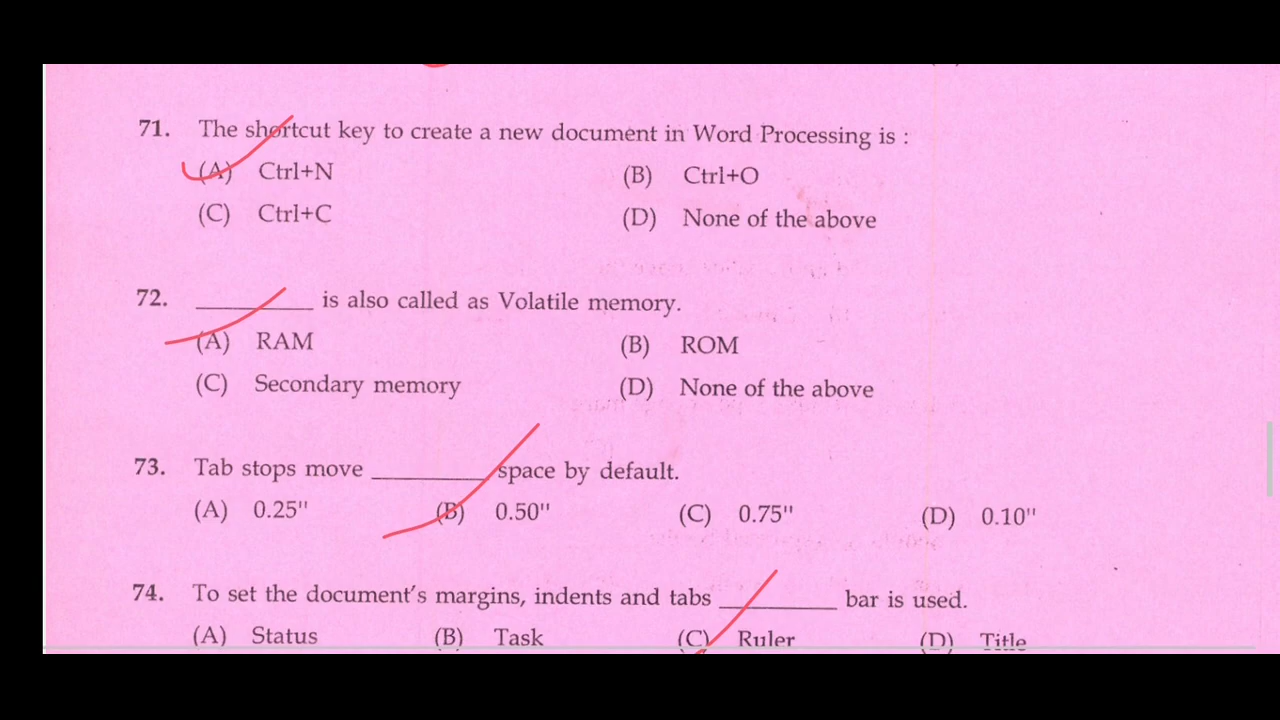 71. The shortcut key to create a new document in Word Processing is :
(A) Ctrl+N (B) Ctrl+O
(C) Ctrl+C (D) None of the above
72. __________ is also called as Volatile memory.
(A) RAM (B) ROM
(C) Secondary memory (D) None of the above
73. Tab stops move __________ space by default.
(A) 0.25" (B) 0.50" (C) 0.75" (D) 0.10"
74. To set the document's margins, indents and tabs __________ bar is used.
(A) Status (B) Task (C) Ruler (D) Title